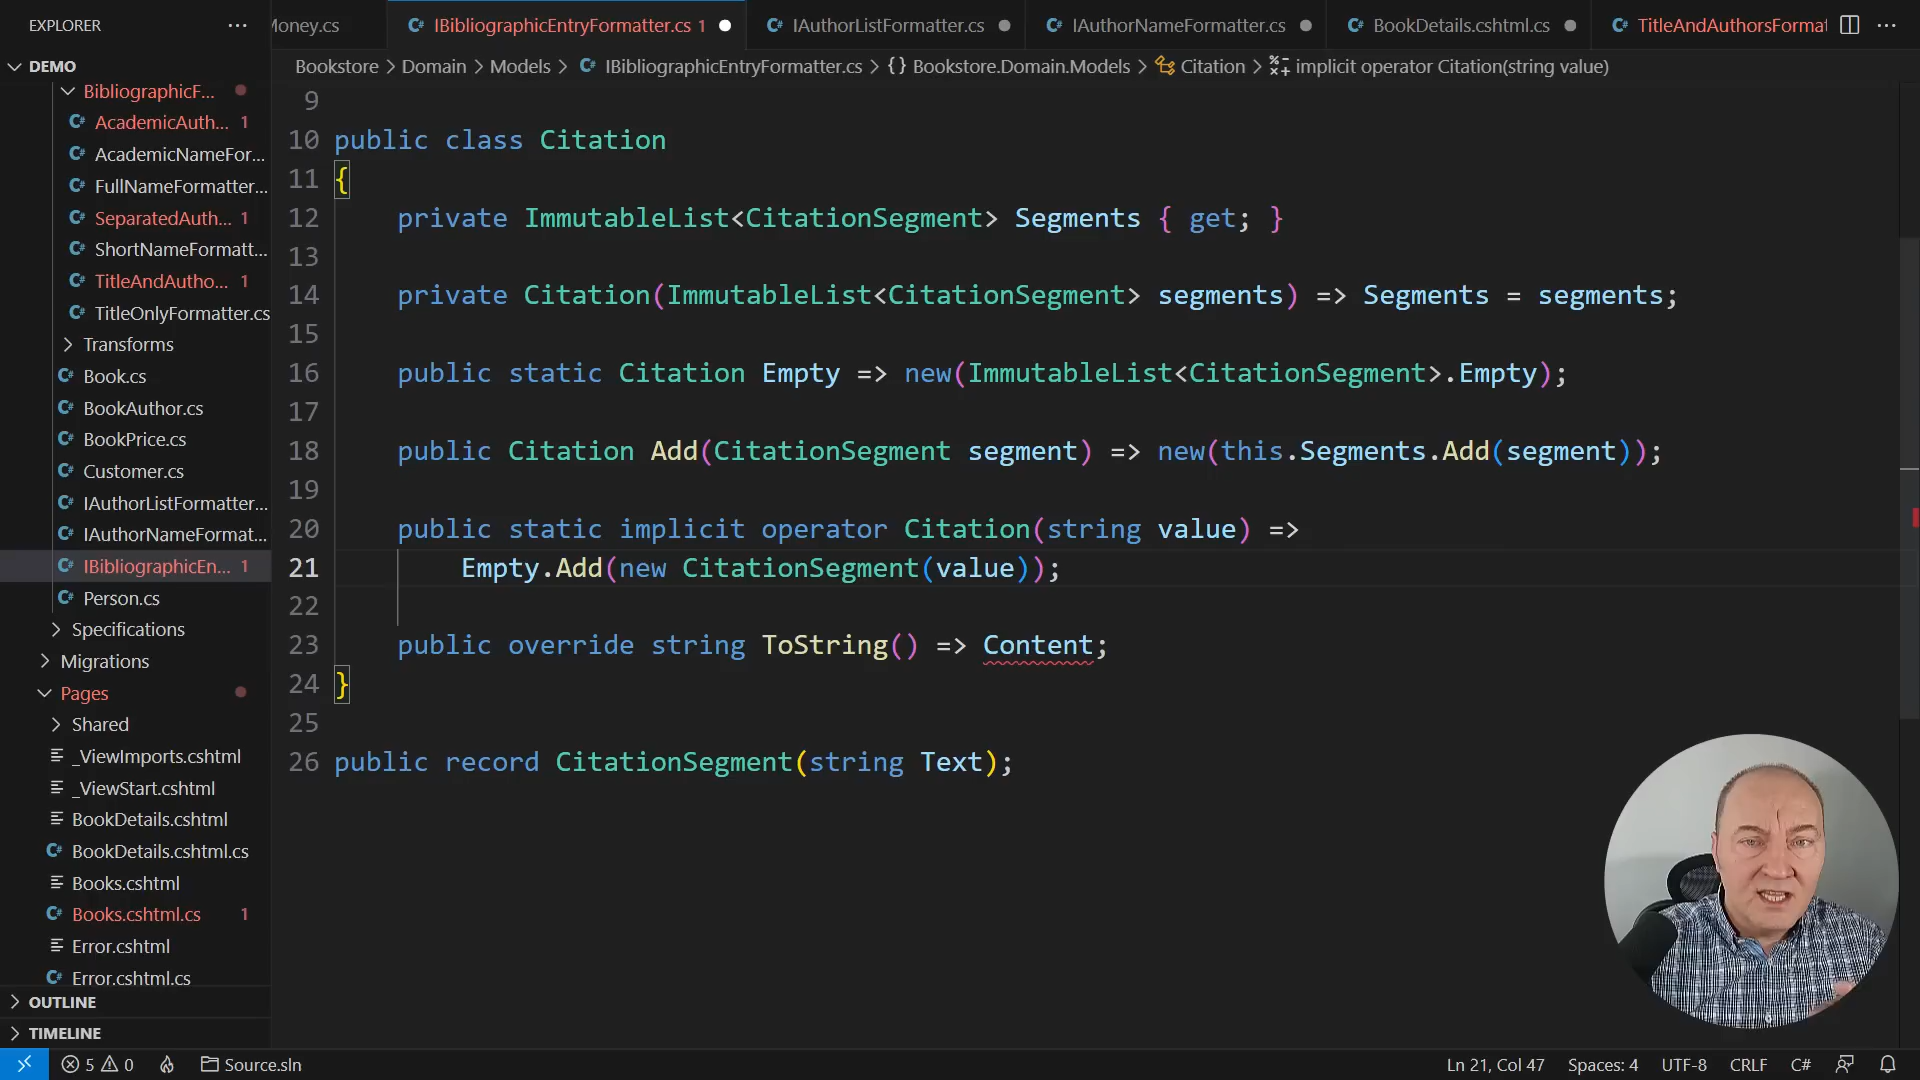 EXPLORER
Money.cs
IBibliographicEntryFormatter.cs 1
IAuthorListFormatter.cs
IAuthorNameFormatter.cs
BookDetails.cshtml.cs
TitleAndAuthorsFormat
DEMO
Bookstore > Domain > Models > IBibliographicEntryFormatter.cs > {} Bookstore.Domain.Models > Citation > implicit operator Citation(string value)
BibliographicF...
AcademicAuth... 1
AcademicNameFor...
FullNameFormatter...
SeparatedAuth... 1
ShortNameFormatt...
TitleAndAutho... 1
TitleOnlyFormatter.cs
Transforms
Book.cs
BookAuthor.cs
BookPrice.cs
Customer.cs
IAuthorListFormatter...
IAuthorNameFormat...
IBibliographicEn... 1
Person.cs
Specifications
Migrations
Pages
Shared
_ViewImports.cshtml
_ViewStart.cshtml
BookDetails.cshtml
BookDetails.cshtml.cs
Books.cshtml
Books.cshtml.cs 1
Error.cshtml
Error.cshtml.cs
OUTLINE
TIMELINE
9
10 public class Citation
11 {
12 private ImmutableList<CitationSegment> Segments { get; }
13
14 private Citation(ImmutableList<CitationSegment> segments) => Segments = segments;
15
16 public static Citation Empty => new(ImmutableList<CitationSegment>.Empty);
17
18 public Citation Add(CitationSegment segment) => new(this.Segments.Add(segment));
19
20 public static implicit operator Citation(string value) =>
21 Empty.Add(new CitationSegment(value));
22
23 public override string ToString() => Content;
24 }
25
26 public record CitationSegment(string Text);
5 0 Source.sln
Ln 21, Col 47 Spaces: 4 UTF-8 CRLF C#